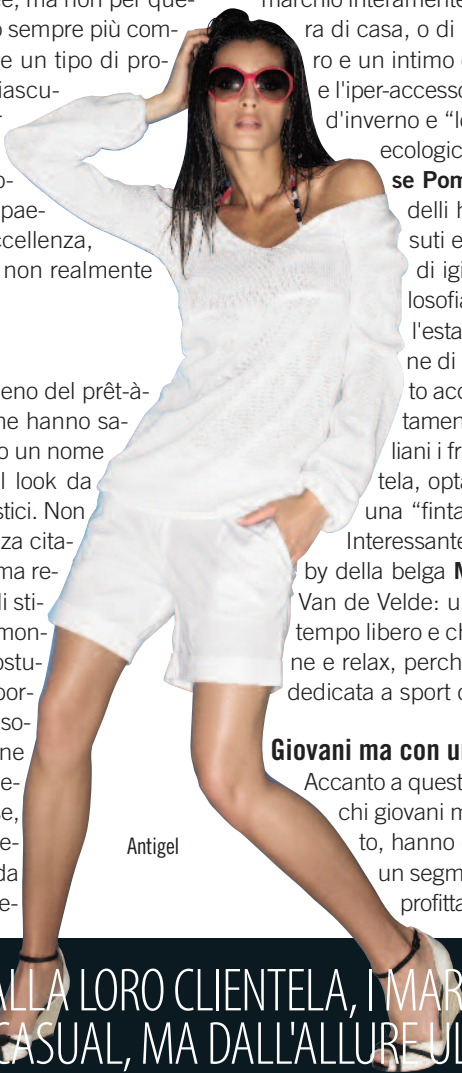 ma non per que-
o sempre più com-
e un tipo di pro-
iascu-
o-
pae-
ccellenza,
non realmente
eno del prêt-à-
me hanno sa-
o un nome
l look da
stici. Non
za cita-
ma re-
li sti-
mon-
ostu-
por-
so-
ne
e-
se,
e-
da
e-
marchio interamente
ra di casa, o di
ro e un intimo
e l'iper-accesso
d'inverno e “le
ecologic
se Pom
delli h
suti e
di igi
losofia
l'esta
ne di
to acc
tamen
liani i fr
tela, opta
una “finta
Interessante
by della belga M
Van de Velde: u
tempo libero e ch
ne e relax, perch
dedicata a sport o
Giovani ma con un
Accanto a quest
chi giovani m
to, hanno
un segm
profitta
Antigel
ALLA LORO CLIENTELA, I MAR
CASUAL, MA DALL'ALLURE UL